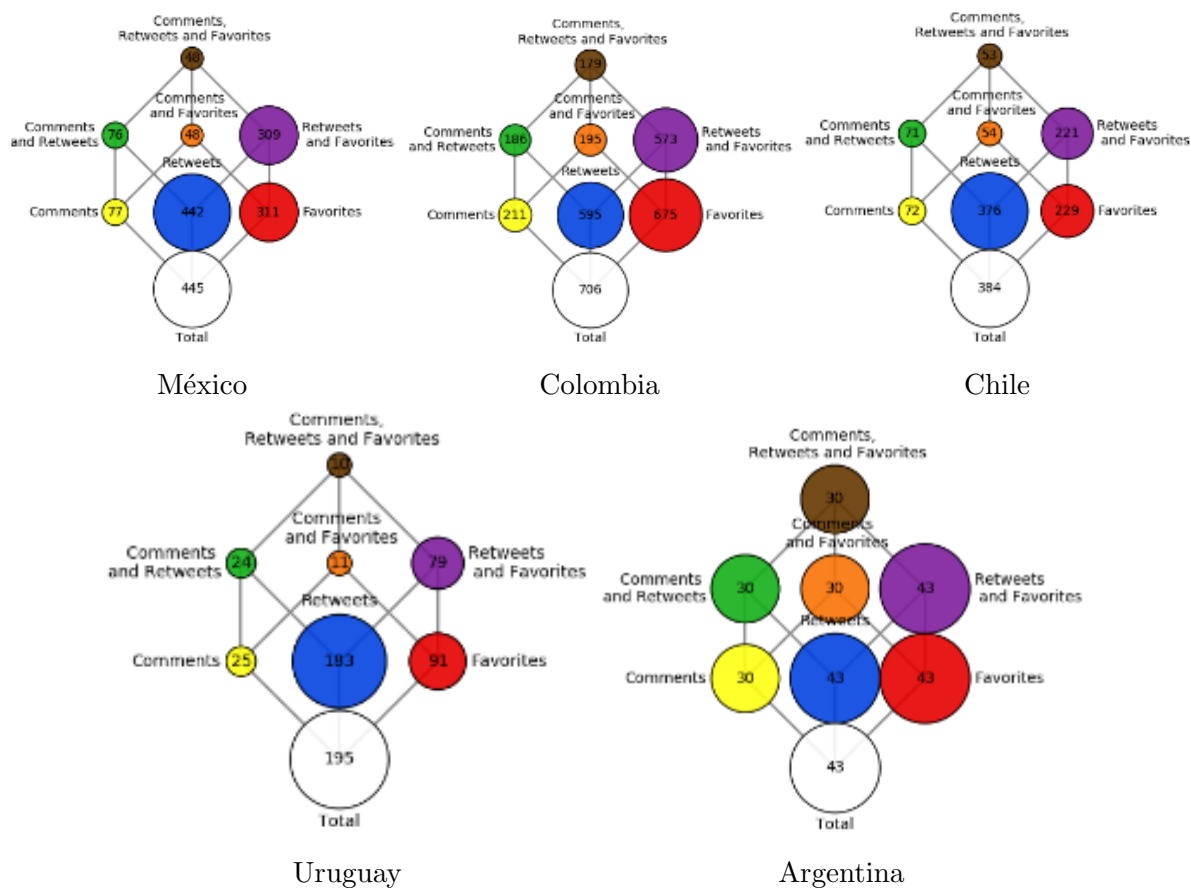 Comments,
Retweets and Favorites
48
Comments
and Favorites
Comments
and Retweets
76
48
309
Retweets
and Favorites
Retweets
Comments
77
442
311
Favorites
445
Total
México
Comments,
Retweets and Favorites
179
Comments
and Favorites
Comments
and Retweets
186
195
573
Retweets
and Favorites
Retweets
Comments
211
595
675
Favorites
706
Total
Colombia
Comments,
Retweets and Favorites
53
Comments
and Favorites
Comments
and Retweets
71
54
221
Retweets
and Favorites
Retweets
Comments
72
376
229
Favorites
384
Total
Chile
Comments,
Retweets and Favorites
10
Comments
and Favorites
Comments
and Retweets
24
11
79
Retweets
and Favorites
Retweets
Comments
25
183
91
Favorites
195
Total
Uruguay
Comments,
Retweets and Favorites
30
Comments
and Favorites
Comments
and Retweets
30
30
43
Retweets
and Favorites
Retweets
Comments
30
43
43
Favorites
43
Total
Argentina